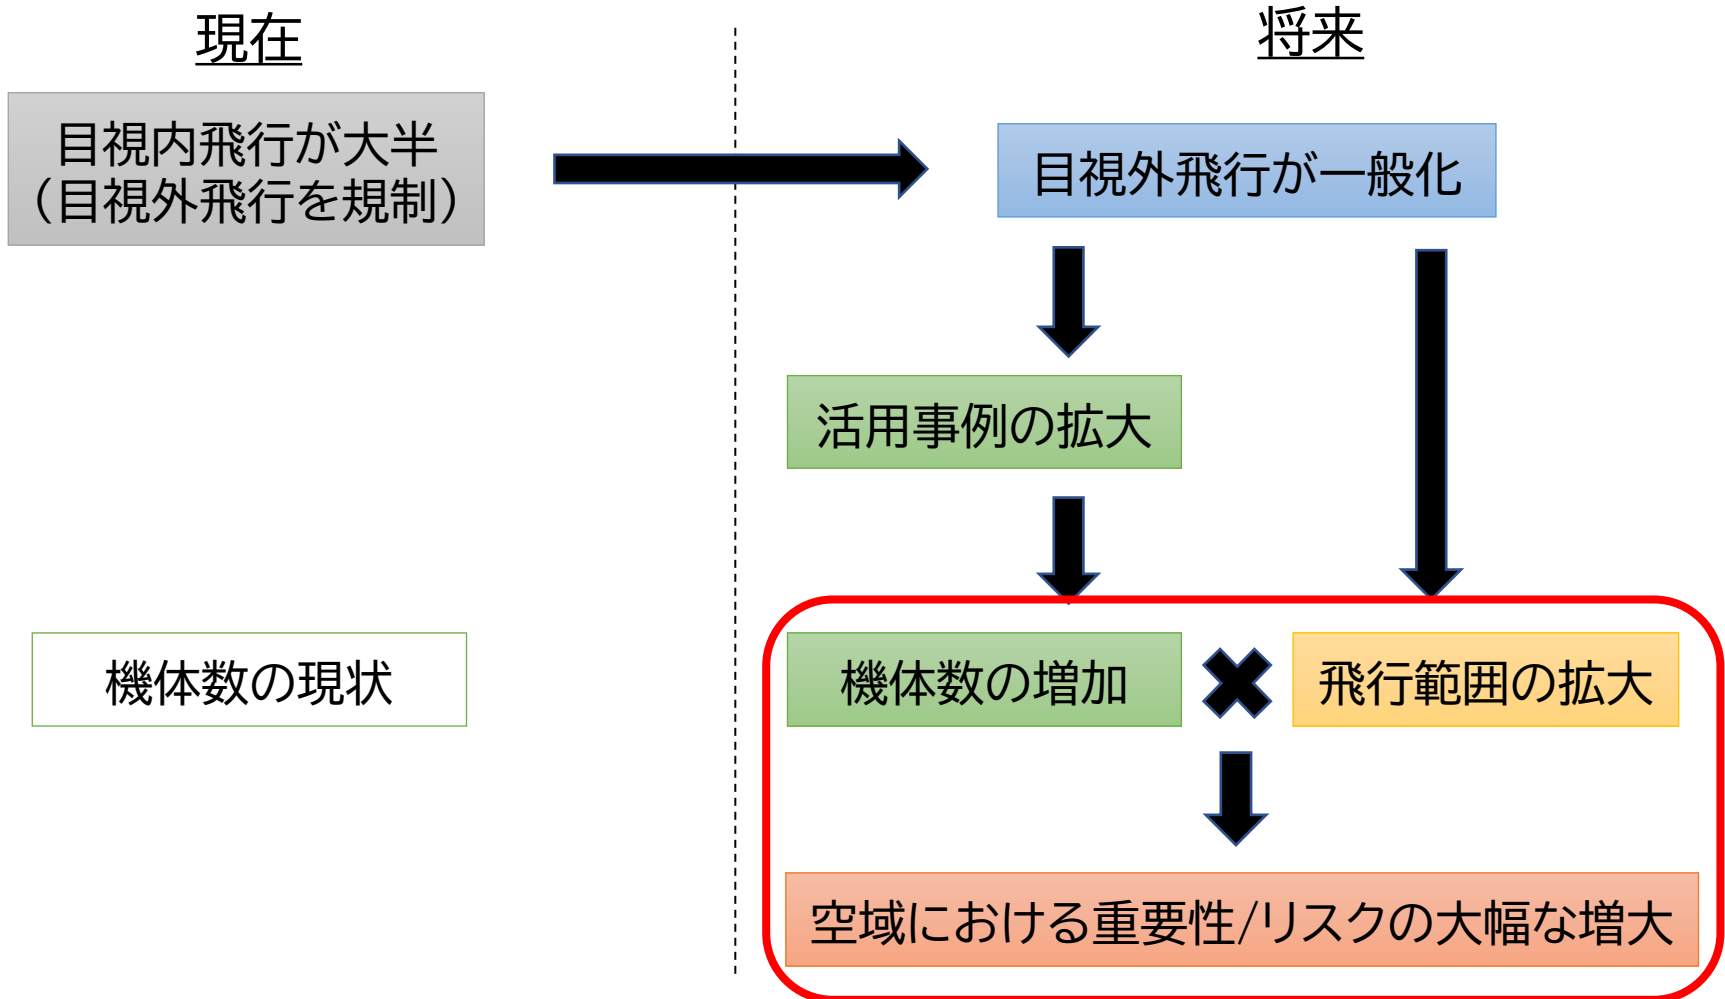 現在
将来
目視内飛行が大半
（目視外飛行を規制）
目視外飛行が一般化
活用事例の拡大
機体数の現状
機体数の増加
飛行範囲の拡大
空域における重要性/リスクの大幅な増大